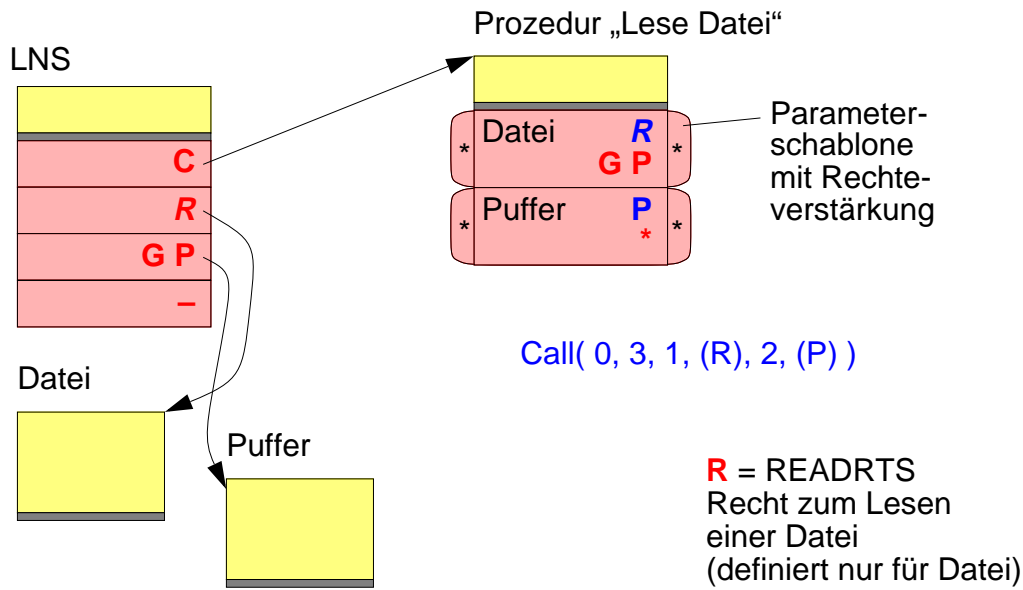 Prozedur „Lese Datei“
LNS
C
R
G P
–
Datei R
* G P *
Puffer P
* * *
Parameter-
schablone
mit Rechte-
verstärkung
Call( 0, 3, 1, (R), 2, (P) )
Datei
Puffer
R = READRTS
Recht zum Lesen
einer Datei
(definiert nur für Datei)